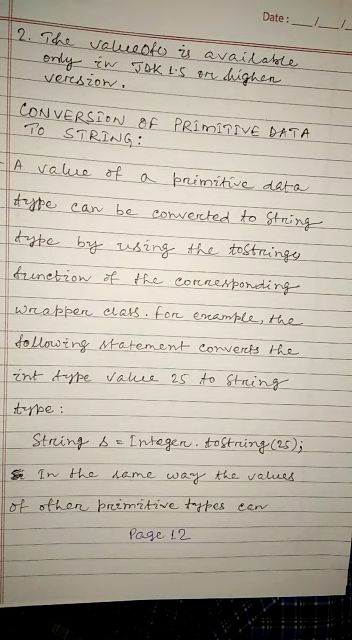 Date: __/__/__
2. The valueOf() is available
only in JDK 1.5 or higher
version.
CONVERSION OF PRIMITIVE DATA
TO STRING:
A value of a primitive data
type can be converted to String
type by using the toString()
function of the corresponding
wrapper class. For example, the
following statement converts the
int type value 25 to String
type:
String s = Integer.toString(25);
In the same way the values
of other primitive types can
Page 12